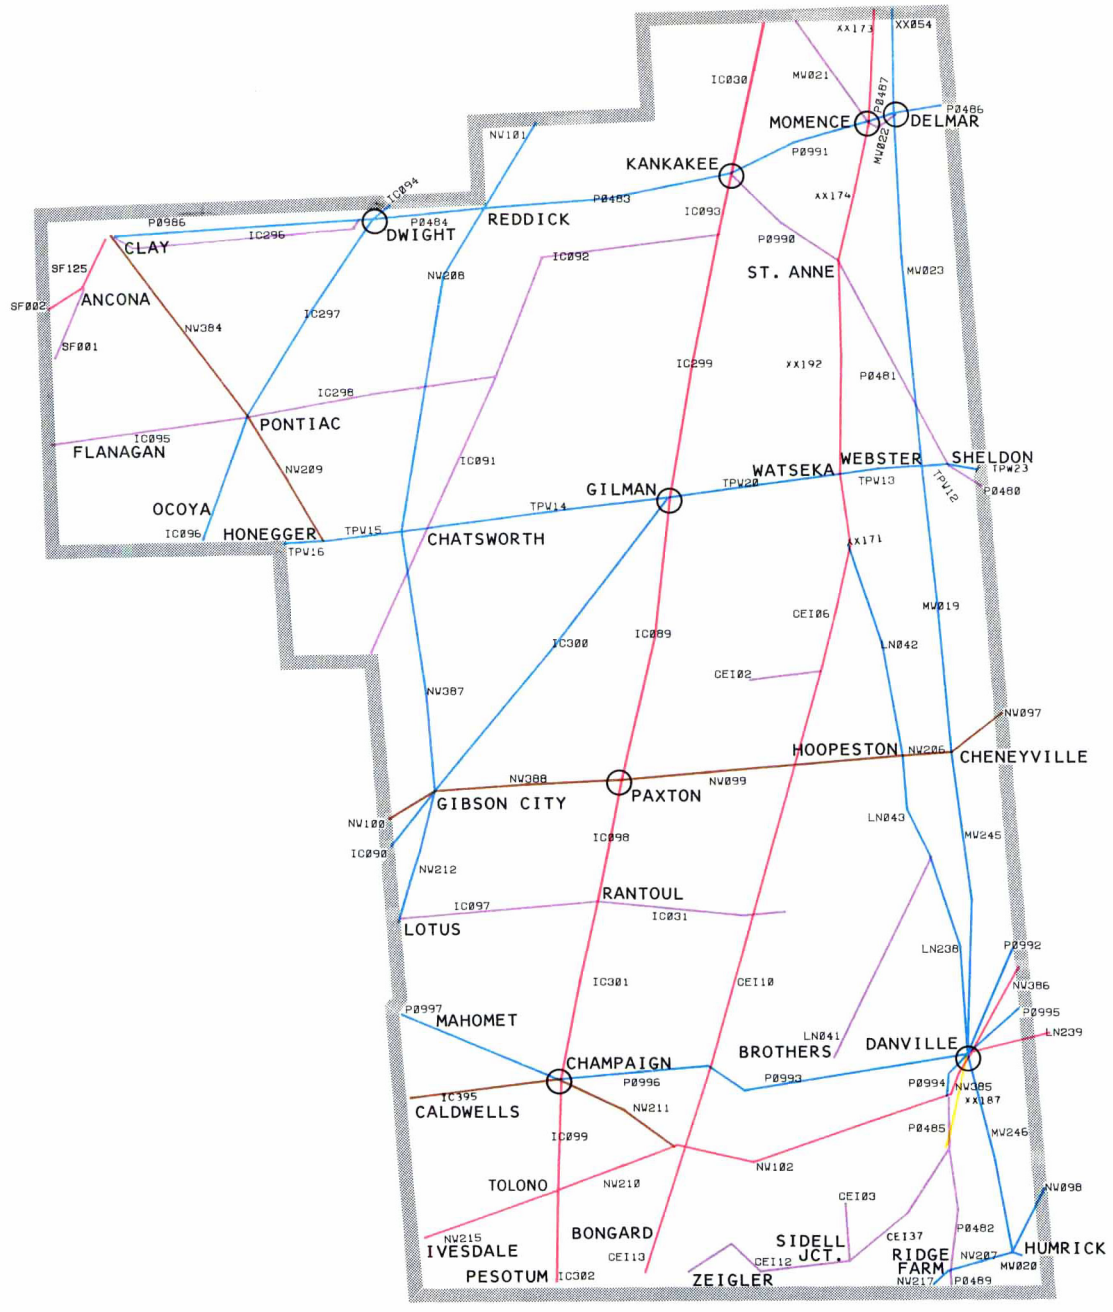 XX173
XX054
IC030
MW021
P0487
P0486
NW101
MOMENCE
DELMAR
MW022
P0991
KANKAKEE
IC094
P0986
P0484
P0483
XX174
REDDICK
IC093
DWIGHT
IC296
P0990
CLAY
IC092
SF125
NW208
ST. ANNE
MW023
ANCONA
SF002
IC297
NW384
SF001
IC299
XX192
P0481
IC298
PONTIAC
IC095
FLANAGAN
NW209
IC091
WEBSTER
SHELDON
WATSEKA
TPW23
TPW13
TPW12
TPW20
GILMAN
P0480
OCOYA
TPW14
IC096
HONEGGER
TPW15
CHATSWORTH
XX171
TPW16
MW019
CEI06
IC089
IC300
LN042
CEI02
NW387
NW097
HOOPESTON
NW206
CHENEYVILLE
NW388
NW099
PAXTON
GIBSON CITY
NW100
LN043
IC098
MW245
IC090
NW212
RANTOUL
IC097
IC031
LOTUS
LN238
P0992
IC301
CEI10
NW386
P0997
P0995
MAHOMET
LN239
LN041
DANVILLE
BROTHERS
CHAMPAIGN
P0996
P0993
P0994
NW385
IC395
XX187
CALDWELLS
NW211
P0485
MW246
IC099
NW102
TOLONO
NW210
NW098
CEI03
BONGARD
P0482
NW215
SIDELL
JCT.
CEI37
IVESDALE
CEI13
RIDGE
FARM
NW207
HUMRICK
CEI12
MW020
PESOTUM
IC302
ZEIGLER
NW217
P0489